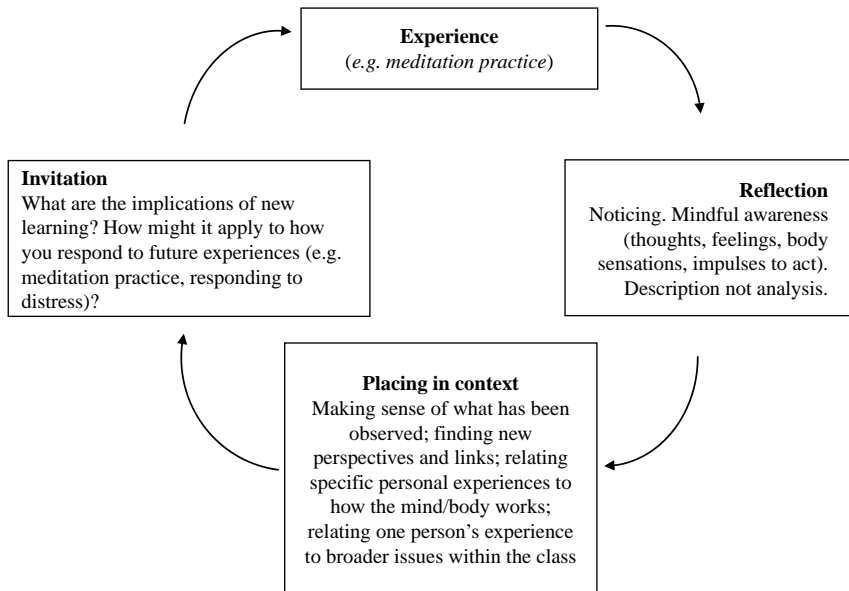 Experience
(e.g. meditation practice)
Invitation
What are the implications of new
learning? How might it apply to how
you respond to future experiences (e.g.
meditation practice, responding to
distress)?
Reflection
Noticing. Mindful awareness
(thoughts, feelings, body
sensations, impulses to act).
Description not analysis.
Placing in context
Making sense of what has been
observed; finding new
perspectives and links; relating
specific personal experiences to
how the mind/body works;
relating one person’s experience
to broader issues within the class